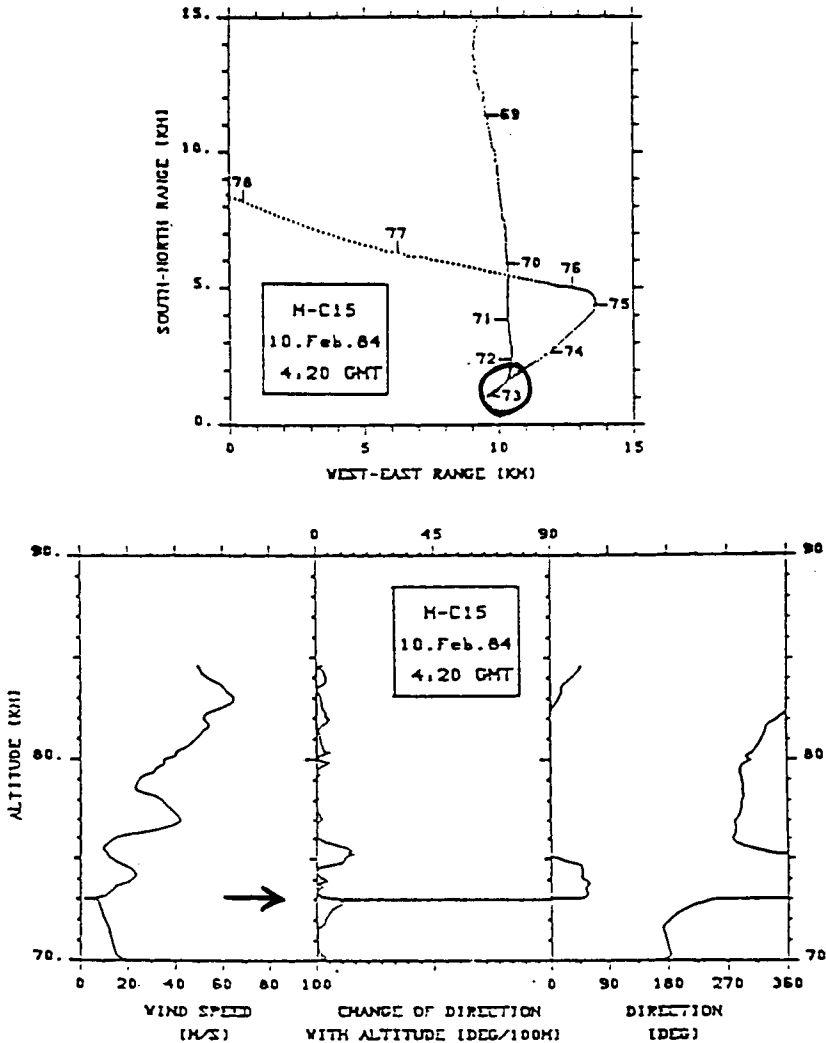 15.
10.
5.
0.
SOUTH-NORTH RANGE [KM]
69
78
77
70
76
75
71
74
72
73
M-C15
10.Feb.84
4:20 GMT
0 5 10 15
WEST-EAST RANGE [KM]
0 45 90
90. 90
M-C15
10.Feb.84
4:20 GMT
ALTITUDE [KM]
80. 80
70. 70
0 20 40 60 80 100 0 90 180 270 360
WIND SPEED CHANGE OF DIRECTION DIRECTION
[M/S] WITH ALTITUDE [DEG/100M] [DEG]